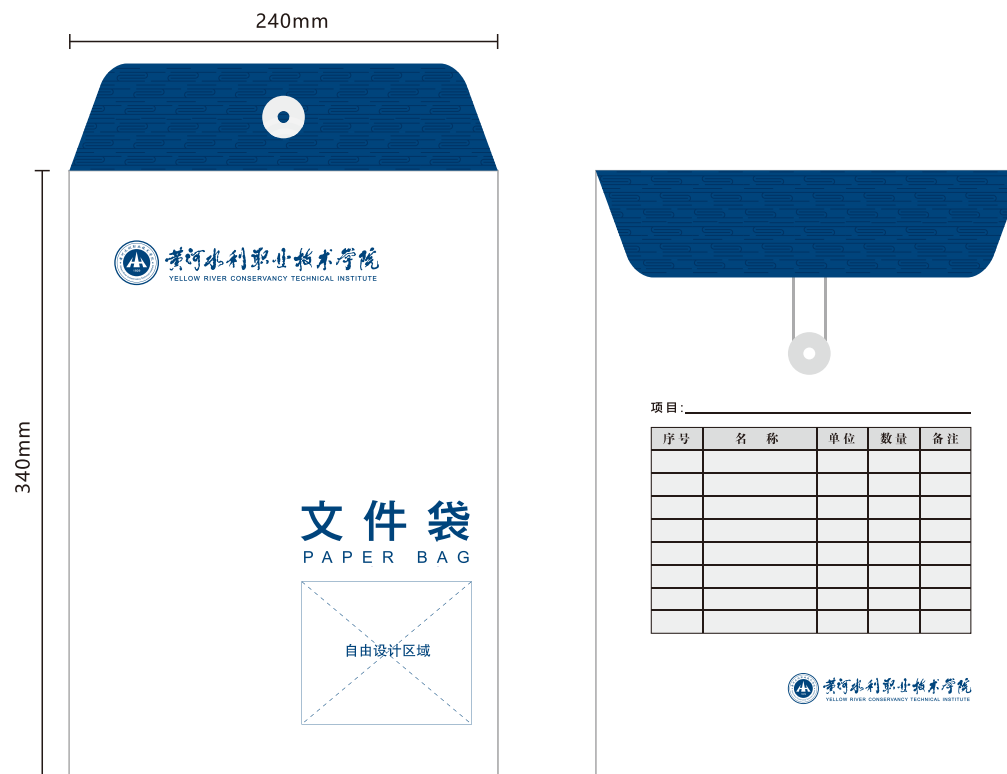 240mm
340mm
黄河水利职业技术学院
YELLOW RIVER CONSERVANCY TECHNICAL INSTITUTE
文件袋
PAPER BAG
自由设计区域
项目:
序号 名称 单位 数量 备注
黄河水利职业技术学院
YELLOW RIVER CONSERVANCY TECHNICAL INSTITUTE